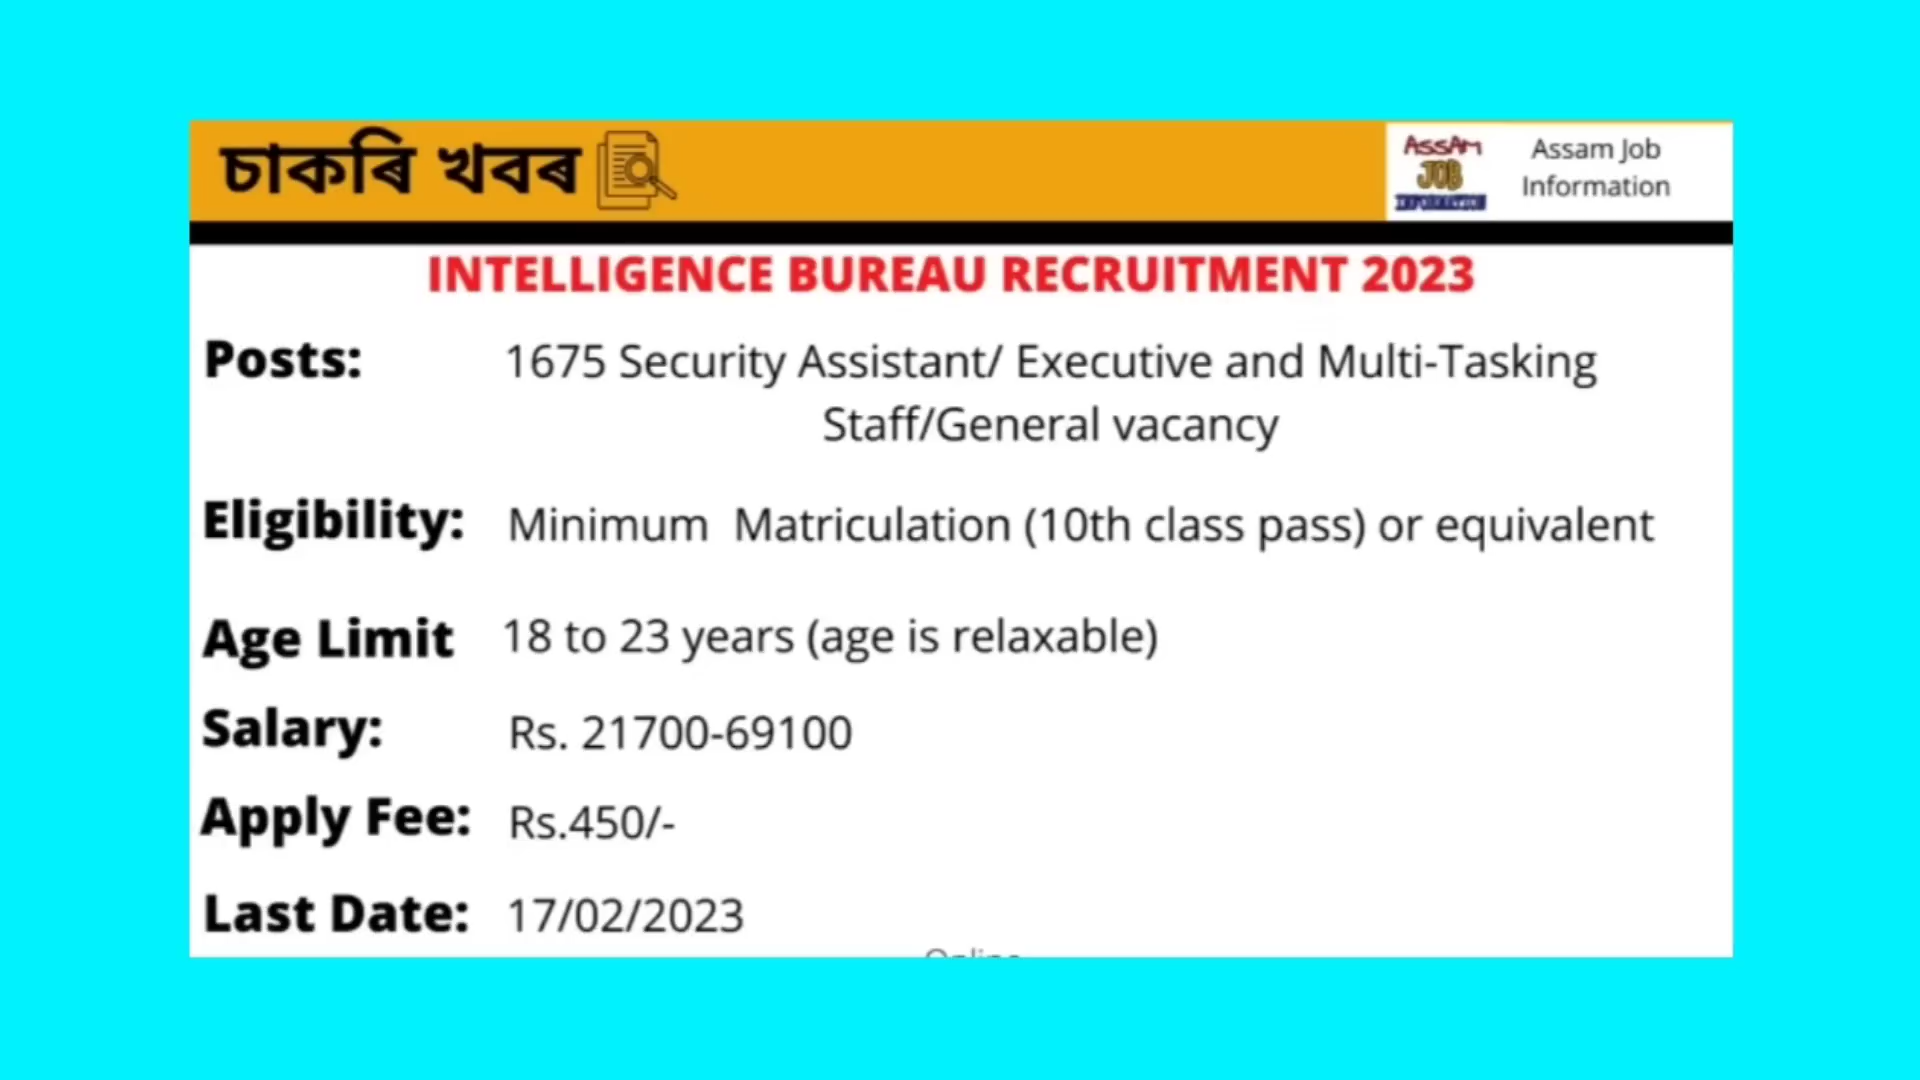 চাকৰি খবৰ
ASSAM
JOB
INFORMATION
Assam Job
Information
INTELLIGENCE BUREAU RECRUITMENT 2023
Posts: 1675 Security Assistant/ Executive and Multi-Tasking
Staff/General vacancy
Eligibility: Minimum Matriculation (10th class pass) or equivalent
Age Limit 18 to 23 years (age is relaxable)
Salary: Rs. 21700-69100
Apply Fee: Rs.450/-
Last Date: 17/02/2023